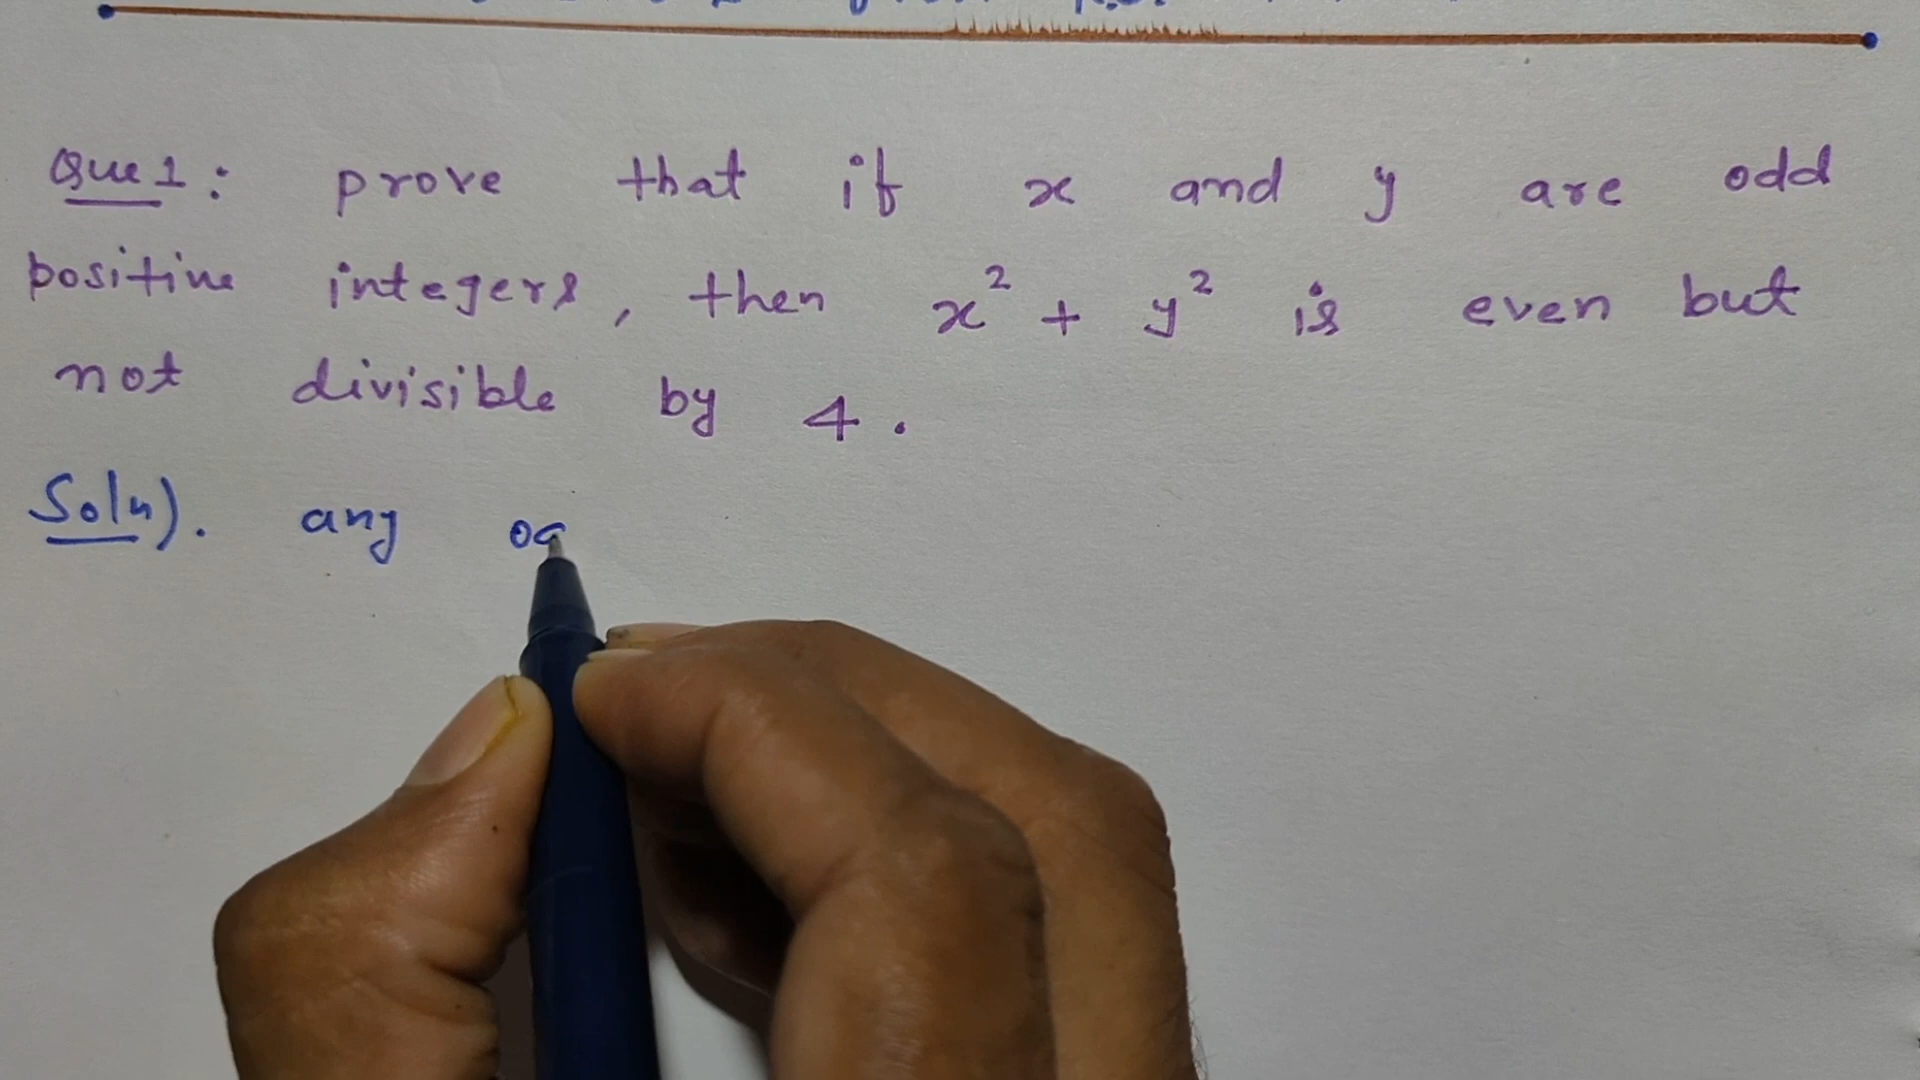 Que 1: prove that if x and y are odd
positive integers, then x² + y² is even but
not divisible by 4.
Soln). any